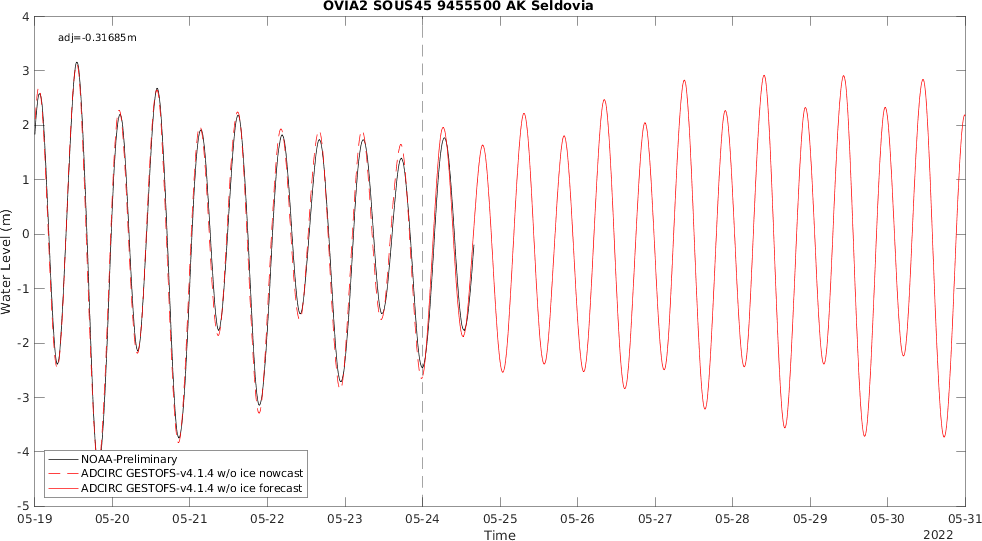 OVIA2 SOUS45 9455500 AK Seldovia
adj=-0.31685m
4
3
2
1
0
-1
-2
-3
-4
-5
Water Level (m)
NOAA-Preliminary
ADCIRC GESTOFS-v4.1.4 w/o ice nowcast
ADCIRC GESTOFS-v4.1.4 w/o ice forecast
05-19 05-20 05-21 05-22 05-23 05-24 05-25 05-26 05-27 05-28 05-29 05-30 05-31
Time
2022